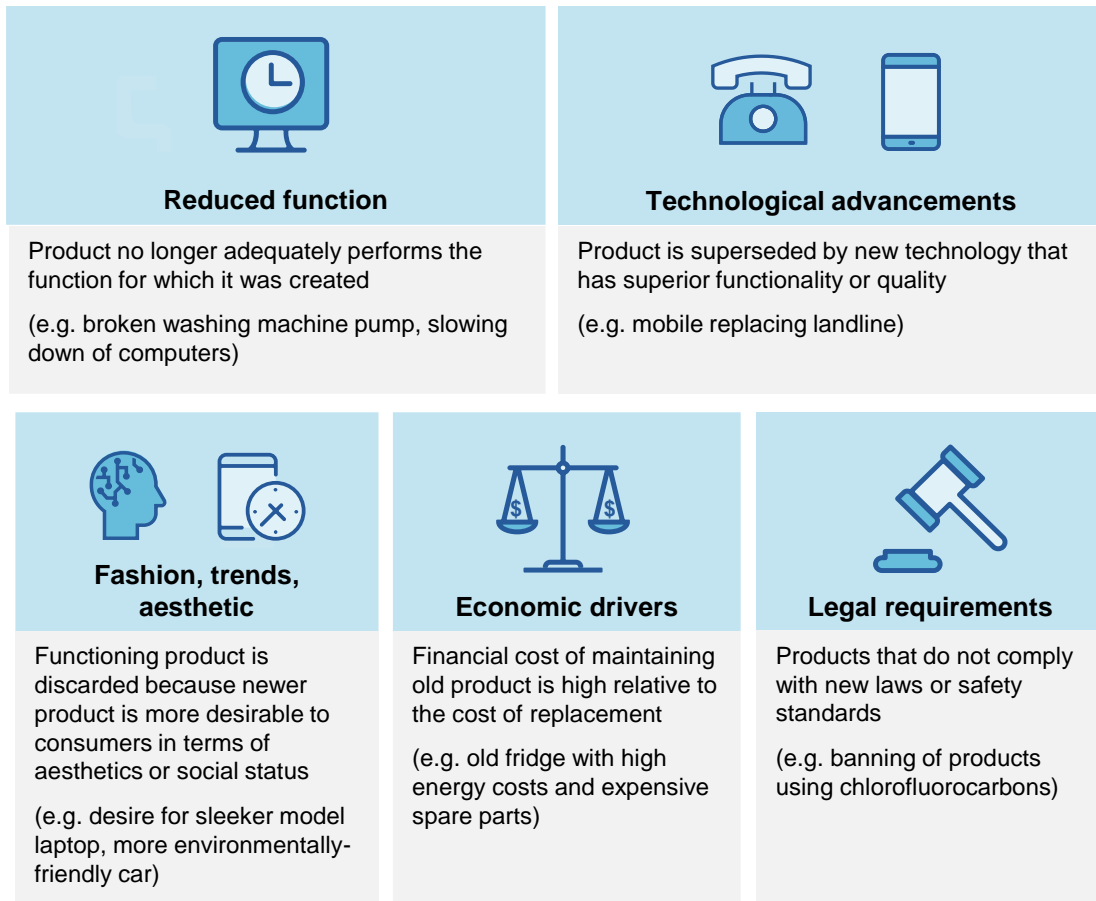 Reduced function
Product no longer adequately performs the
function for which it was created
(e.g. broken washing machine pump, slowing
down of computers)
Technological advancements
Product is superseded by new technology that
has superior functionality or quality
(e.g. mobile replacing landline)
Fashion, trends,
aesthetic
Functioning product is
discarded because newer
product is more desirable to
consumers in terms of
aesthetics or social status
(e.g. desire for sleeker model
laptop, more environmentally-
friendly car)
$ $
Economic drivers
Financial cost of maintaining
old product is high relative to
the cost of replacement
(e.g. old fridge with high
energy costs and expensive
spare parts)
Legal requirements
Products that do not comply
with new laws or safety
standards
(e.g. banning of products
using chlorofluorocarbons)